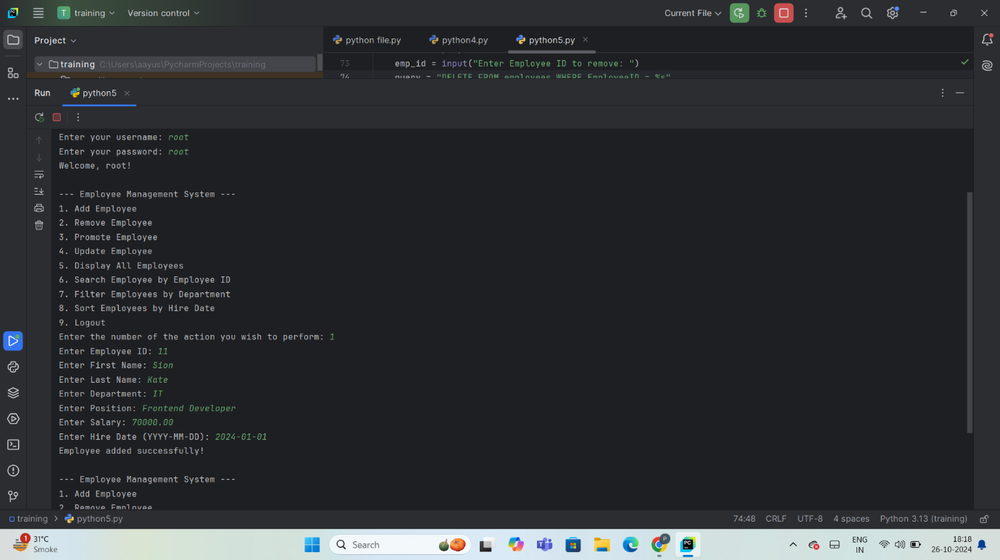 T training Version control Current File
Project
python file.py python4.py python5.py
training C:\Users\aayus\PycharmProjects\training
73 emp_id = input("Enter Employee ID to remove: ")
74 query = "DELETE FROM employees WHERE EmployeeID = %s"
Run python5
Enter your username: root
Enter your password: root
Welcome, root!
--- Employee Management System ---
1. Add Employee
2. Remove Employee
3. Promote Employee
4. Update Employee
5. Display All Employees
6. Search Employee by Employee ID
7. Filter Employees by Department
8. Sort Employees by Hire Date
9. Logout
Enter the number of the action you wish to perform: 1
Enter Employee ID: 11
Enter First Name: Sion
Enter Last Name: Kate
Enter Department: IT
Enter Position: Frontend Developer
Enter Salary: 70000.00
Enter Hire Date (YYYY-MM-DD): 2024-01-01
Employee added successfully!
--- Employee Management System ---
1. Add Employee
2. Remove Employee
training > python5.py 74:48 CRLF UTF-8 4 spaces Python 3.13 (training)
1 31°C Smoke
Search
P
PC
ENG IN
18:18
26-10-2024